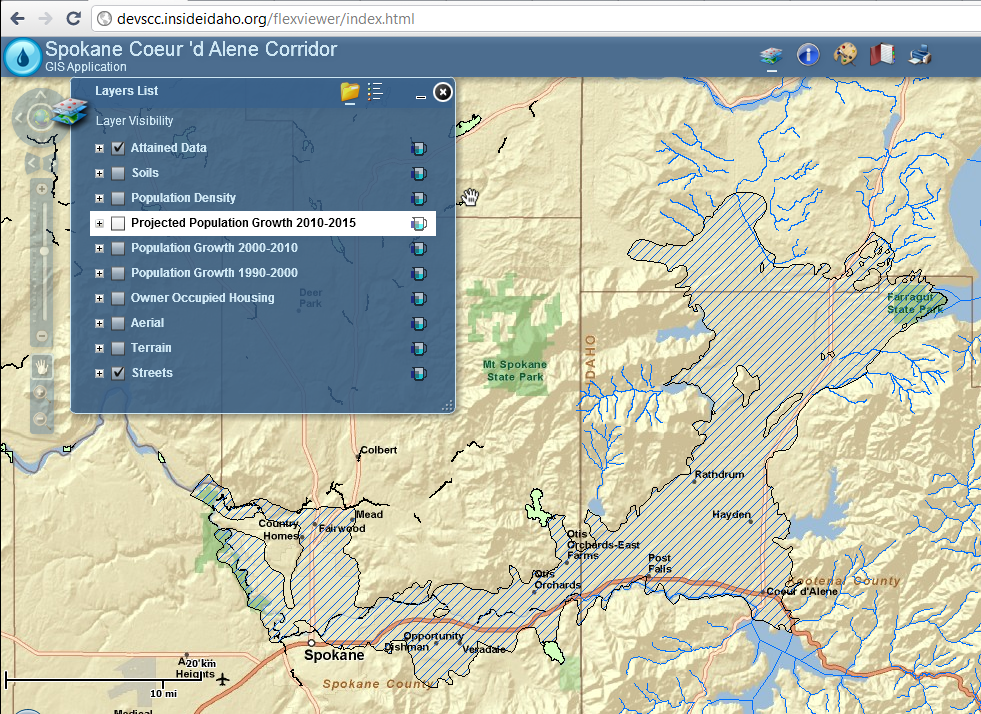 devscc.insideidaho.org/flexviewer/index.html
Spokane Coeur 'd Alene Corridor
GIS Application
Layers List
Layer Visibility
Attained Data
Soils
Population Density
Projected Population Growth 2010-2015
Population Growth 2000-2010
Population Growth 1990-2000
Owner Occupied Housing
Aerial
Terrain
Streets
Deer
Park
Farragut
State Park
IDAHO
Mt Spokane
State Park
Colbert
Rathdrum
Mead
Hayden
Country
Homes
Fairwood
Otis
Orchards-East
Farms
Post
Falls
Otis
Orchards
Kootenai County
Coeur d'Alene
Opportunity
Dishman
Veradale
Spokane
20 km
Heights
Spokane County
10 mi
Medical